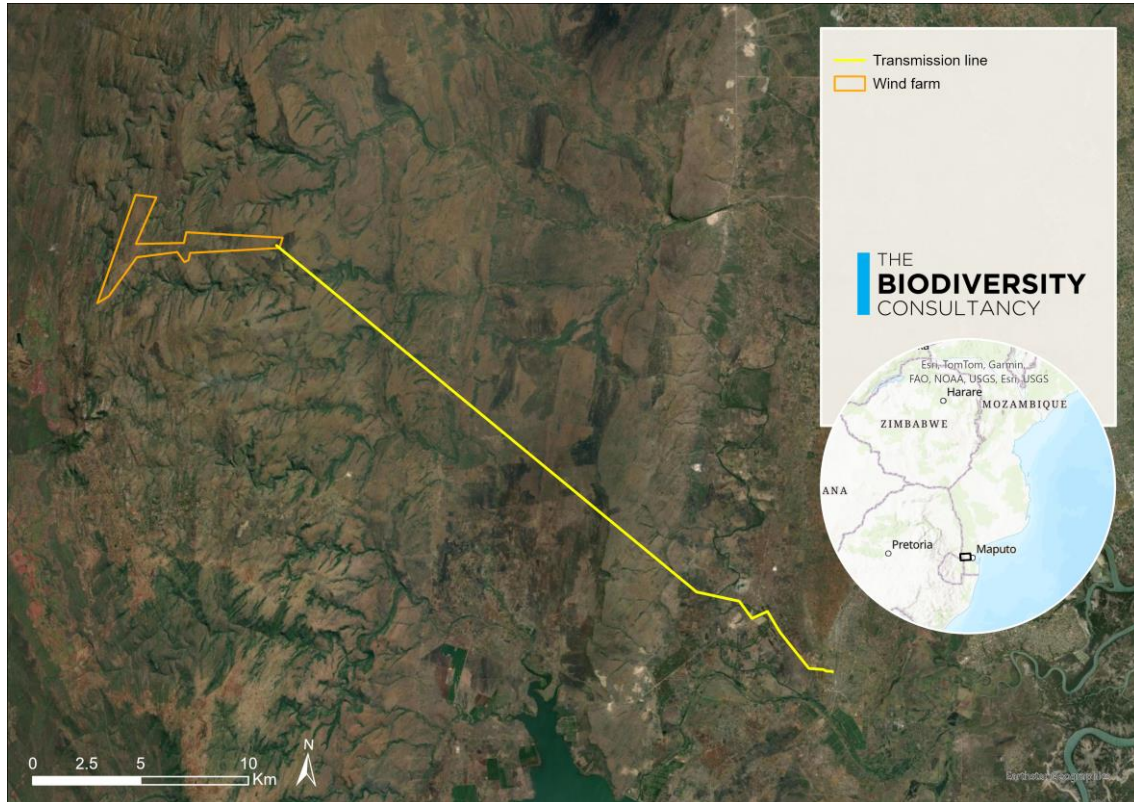 Transmission line
Wind farm
THE
BIODIVERSITY
CONSULTANCY
Esri, TomTom, Garmin,
FAO, NOAA, USGS, Esri, USGS
Harare
MOZAMBIQUE
ZIMBABWE
ANA
Pretoria
Maputo
0 2.5 5 10
Km
N